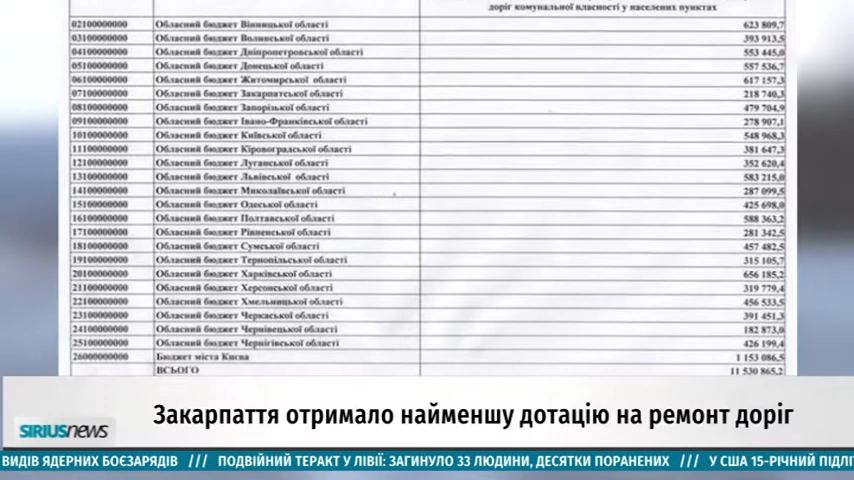 доріг комунальної власності у населених пунктах
02100000000 Обласний бюджет Вінницької області 623 809,7
03100000000 Обласний бюджет Волинської області 393 913,5
04100000000 Обласний бюджет Дніпропетровської області 553 445,0
05100000000 Обласний бюджет Донецької області 557 536,7
06100000000 Обласний бюджет Житомирської області 617 157,3
07100000000 Обласний бюджет Закарпатської області 218 740,3
08100000000 Обласний бюджет Запорізької області 479 704,9
09100000000 Обласний бюджет Івано-Франківської області 278 907,1
10100000000 Обласний бюджет Київської області 548 968,3
11100000000 Обласний бюджет Кіровоградської області 381 647,3
12100000000 Обласний бюджет Луганської області 352 620,4
13100000000 Обласний бюджет Львівської області 583 215,0
14100000000 Обласний бюджет Миколаївської області 287 099,5
15100000000 Обласний бюджет Одеської області 425 698,0
16100000000 Обласний бюджет Полтавської області 588 363,2
17100000000 Обласний бюджет Рівненської області 281 342,5
18100000000 Обласний бюджет Сумської області 457 482,5
19100000000 Обласний бюджет Тернопільської області 315 105,7
20100000000 Обласний бюджет Харківської області 656 185,2
21100000000 Обласний бюджет Херсонської області 319 779,4
22100000000 Обласний бюджет Хмельницької області 456 533,5
23100000000 Обласний бюджет Черкаської області 391 451,3
24100000000 Обласний бюджет Чернівецької області 182 873,0
25100000000 Обласний бюджет Чернігівської області 426 199,4
26000000000 Бюджет міста Києва 1 153 086,5
ВСЬОГО 11 530 865,2
Закарпаття отримало найменшу дотацію на ремонт доріг
SIRIUSNEWS
ВИДІВ ЯДЕРНИХ БОЄЗАРЯДІВ /// ПОДВІЙНИЙ ТЕРАКТ У ЛІВІЇ: ЗАГИНУЛО 33 ЛЮДИНИ, ДЕСЯТКИ ПОРАНЕНИХ /// У США 15-РІЧНИЙ ПІДЛІ